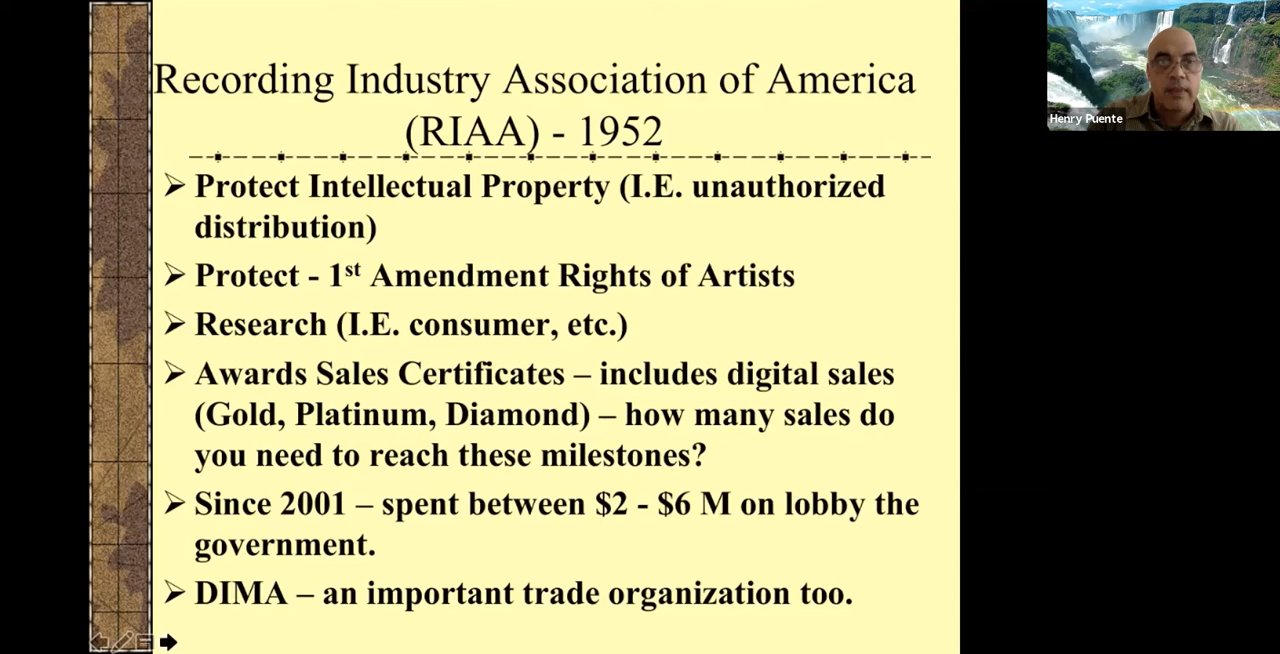 Recording Industry Association of America
(RIAA) - 1952
➢ Protect Intellectual Property (I.E. unauthorized
distribution)
➢ Protect - 1st Amendment Rights of Artists
➢ Research (I.E. consumer, etc.)
➢ Awards Sales Certificates – includes digital sales
(Gold, Platinum, Diamond) – how many sales do
you need to reach these milestones?
➢ Since 2001 – spent between $2 - $6 M on lobby the
government.
➢ DIMA – an important trade organization too.
Henry Puente